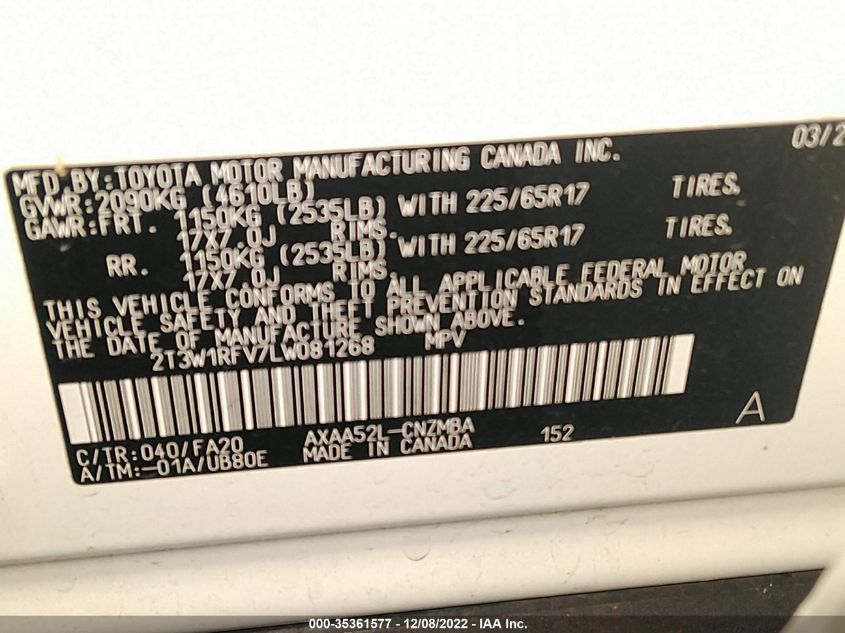 03/2
MFD.BY:TOYOTA MOTOR MANUFACTURING CANADA INC.
GVWR:2090KG (4610LB)
GAWR:FRT. 1150KG (2535LB) WITH 225/65R17 TIRES,
17X7.0J RIMS.
RR. 1150KG (2535LB) WITH 225/65R17 TIRES.
17X7.0J RIMS.
THIS VEHICLE CONFORMS TO ALL APPLICABLE FEDERAL MOTOR
VEHICLE SAFETY AND THEFT PREVENTION STANDARDS IN EFFECT ON
THE DATE OF MANUFACTURE SHOWN ABOVE.
2T3W1RFV7LW081268 MPV
A
C/TR:040/FA20 AXAA52L-CNZMBA 152
A/TM:-01A/UB80E MADE IN CANADA
000-35361577 - 12/08/2022 - IAA Inc.